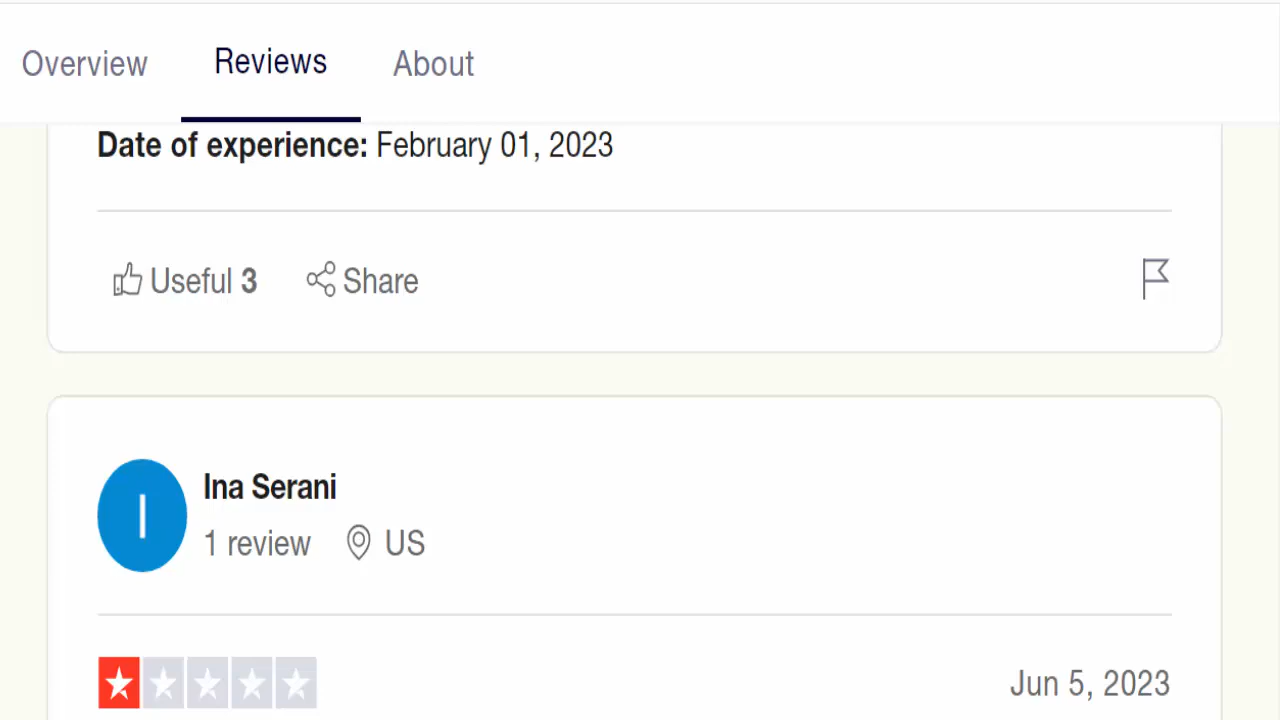 Overview Reviews About
Date of experience: February 01, 2023
Useful 3 Share
I
Ina Serani
1 review US
Jun 5, 2023